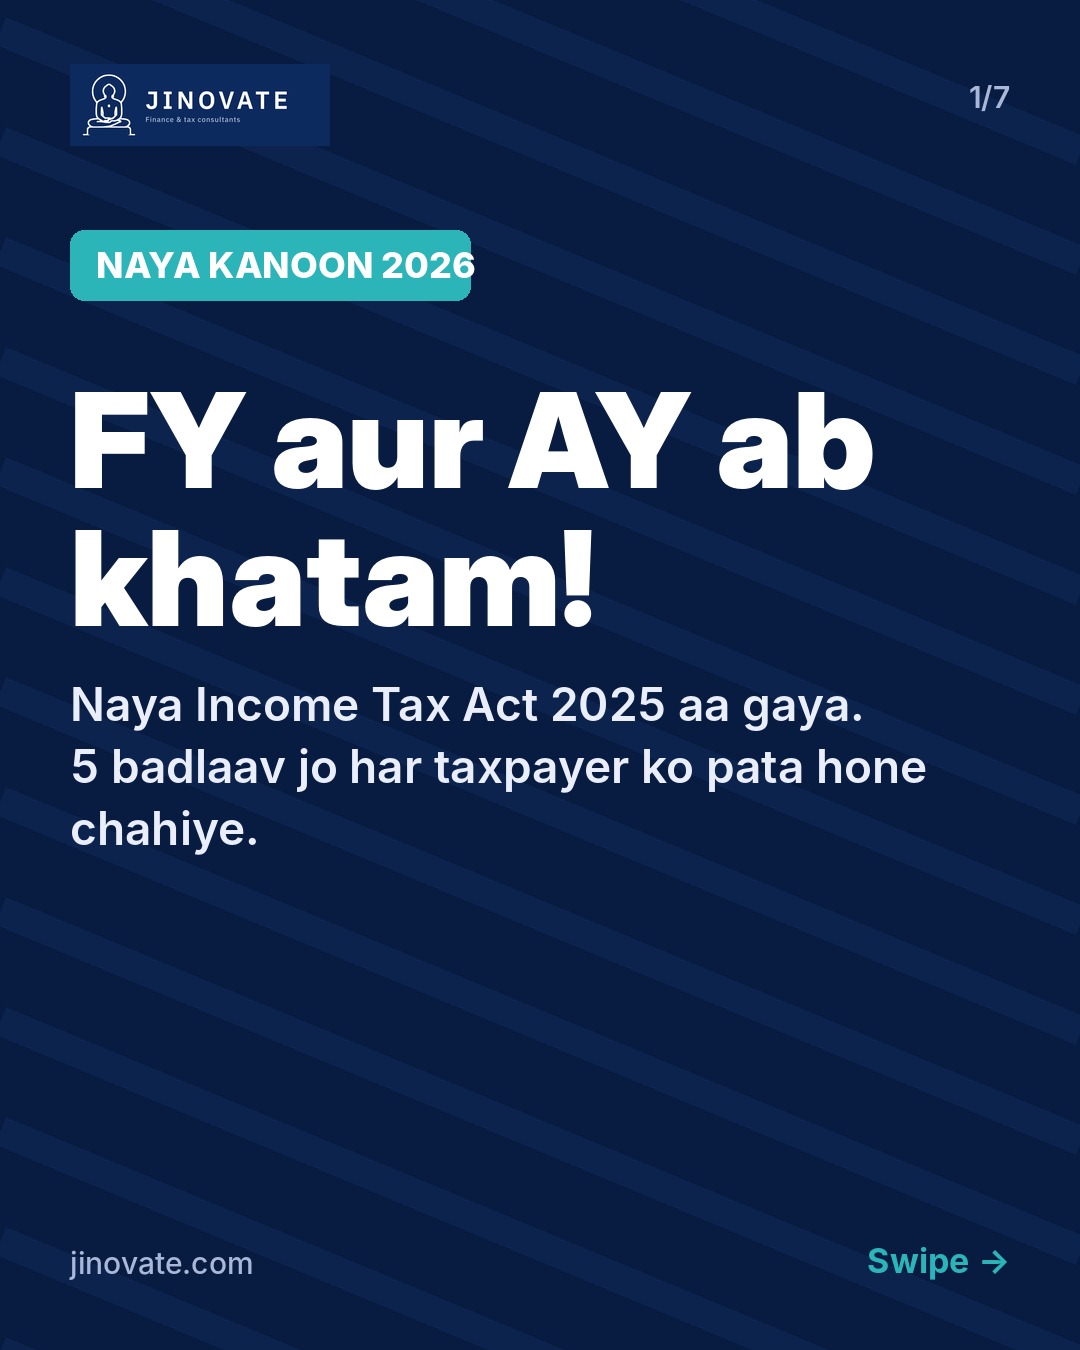 JINOVATE
Finance & tax consultants
1/7
NAYA KANOON 2026
FY aur AY ab
khatam!
Naya Income Tax Act 2025 aa gaya.
5 badlaav jo har taxpayer ko pata hone
chahiye.
jinovate.com
Swipe →